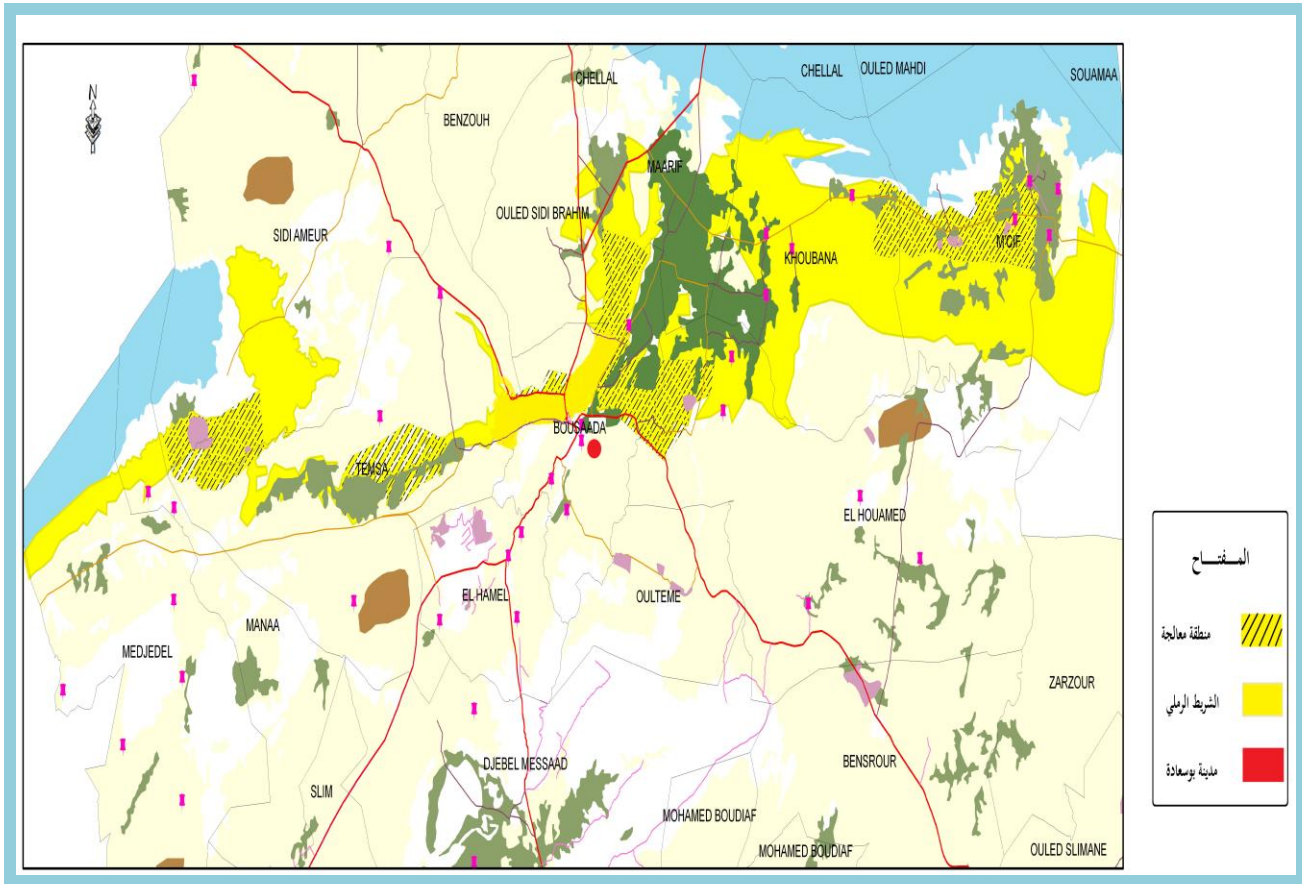 CHELLAL
OULED MAHDI
SOUAMAA
CHELLAL
N
BENZOUH
MAARIF
OULED SIDI BRAHIM
SIDI AMEUR
M'CIF
KHOUBANA
BOUSAADA
TEMSA
EL HOUAMED
EL HAMEL
OULTEME
MANAA
MEDJEDEL
ZARZOUR
BENSROUR
DJEBEL MESSAAD
SLIM
MOHAMED BOUDIAF
MOHAMED BOUDIAF
OULED SLIMANE
المفتاح
منطقة معالجة
الشريط الرملي
مدينة بوسعادة